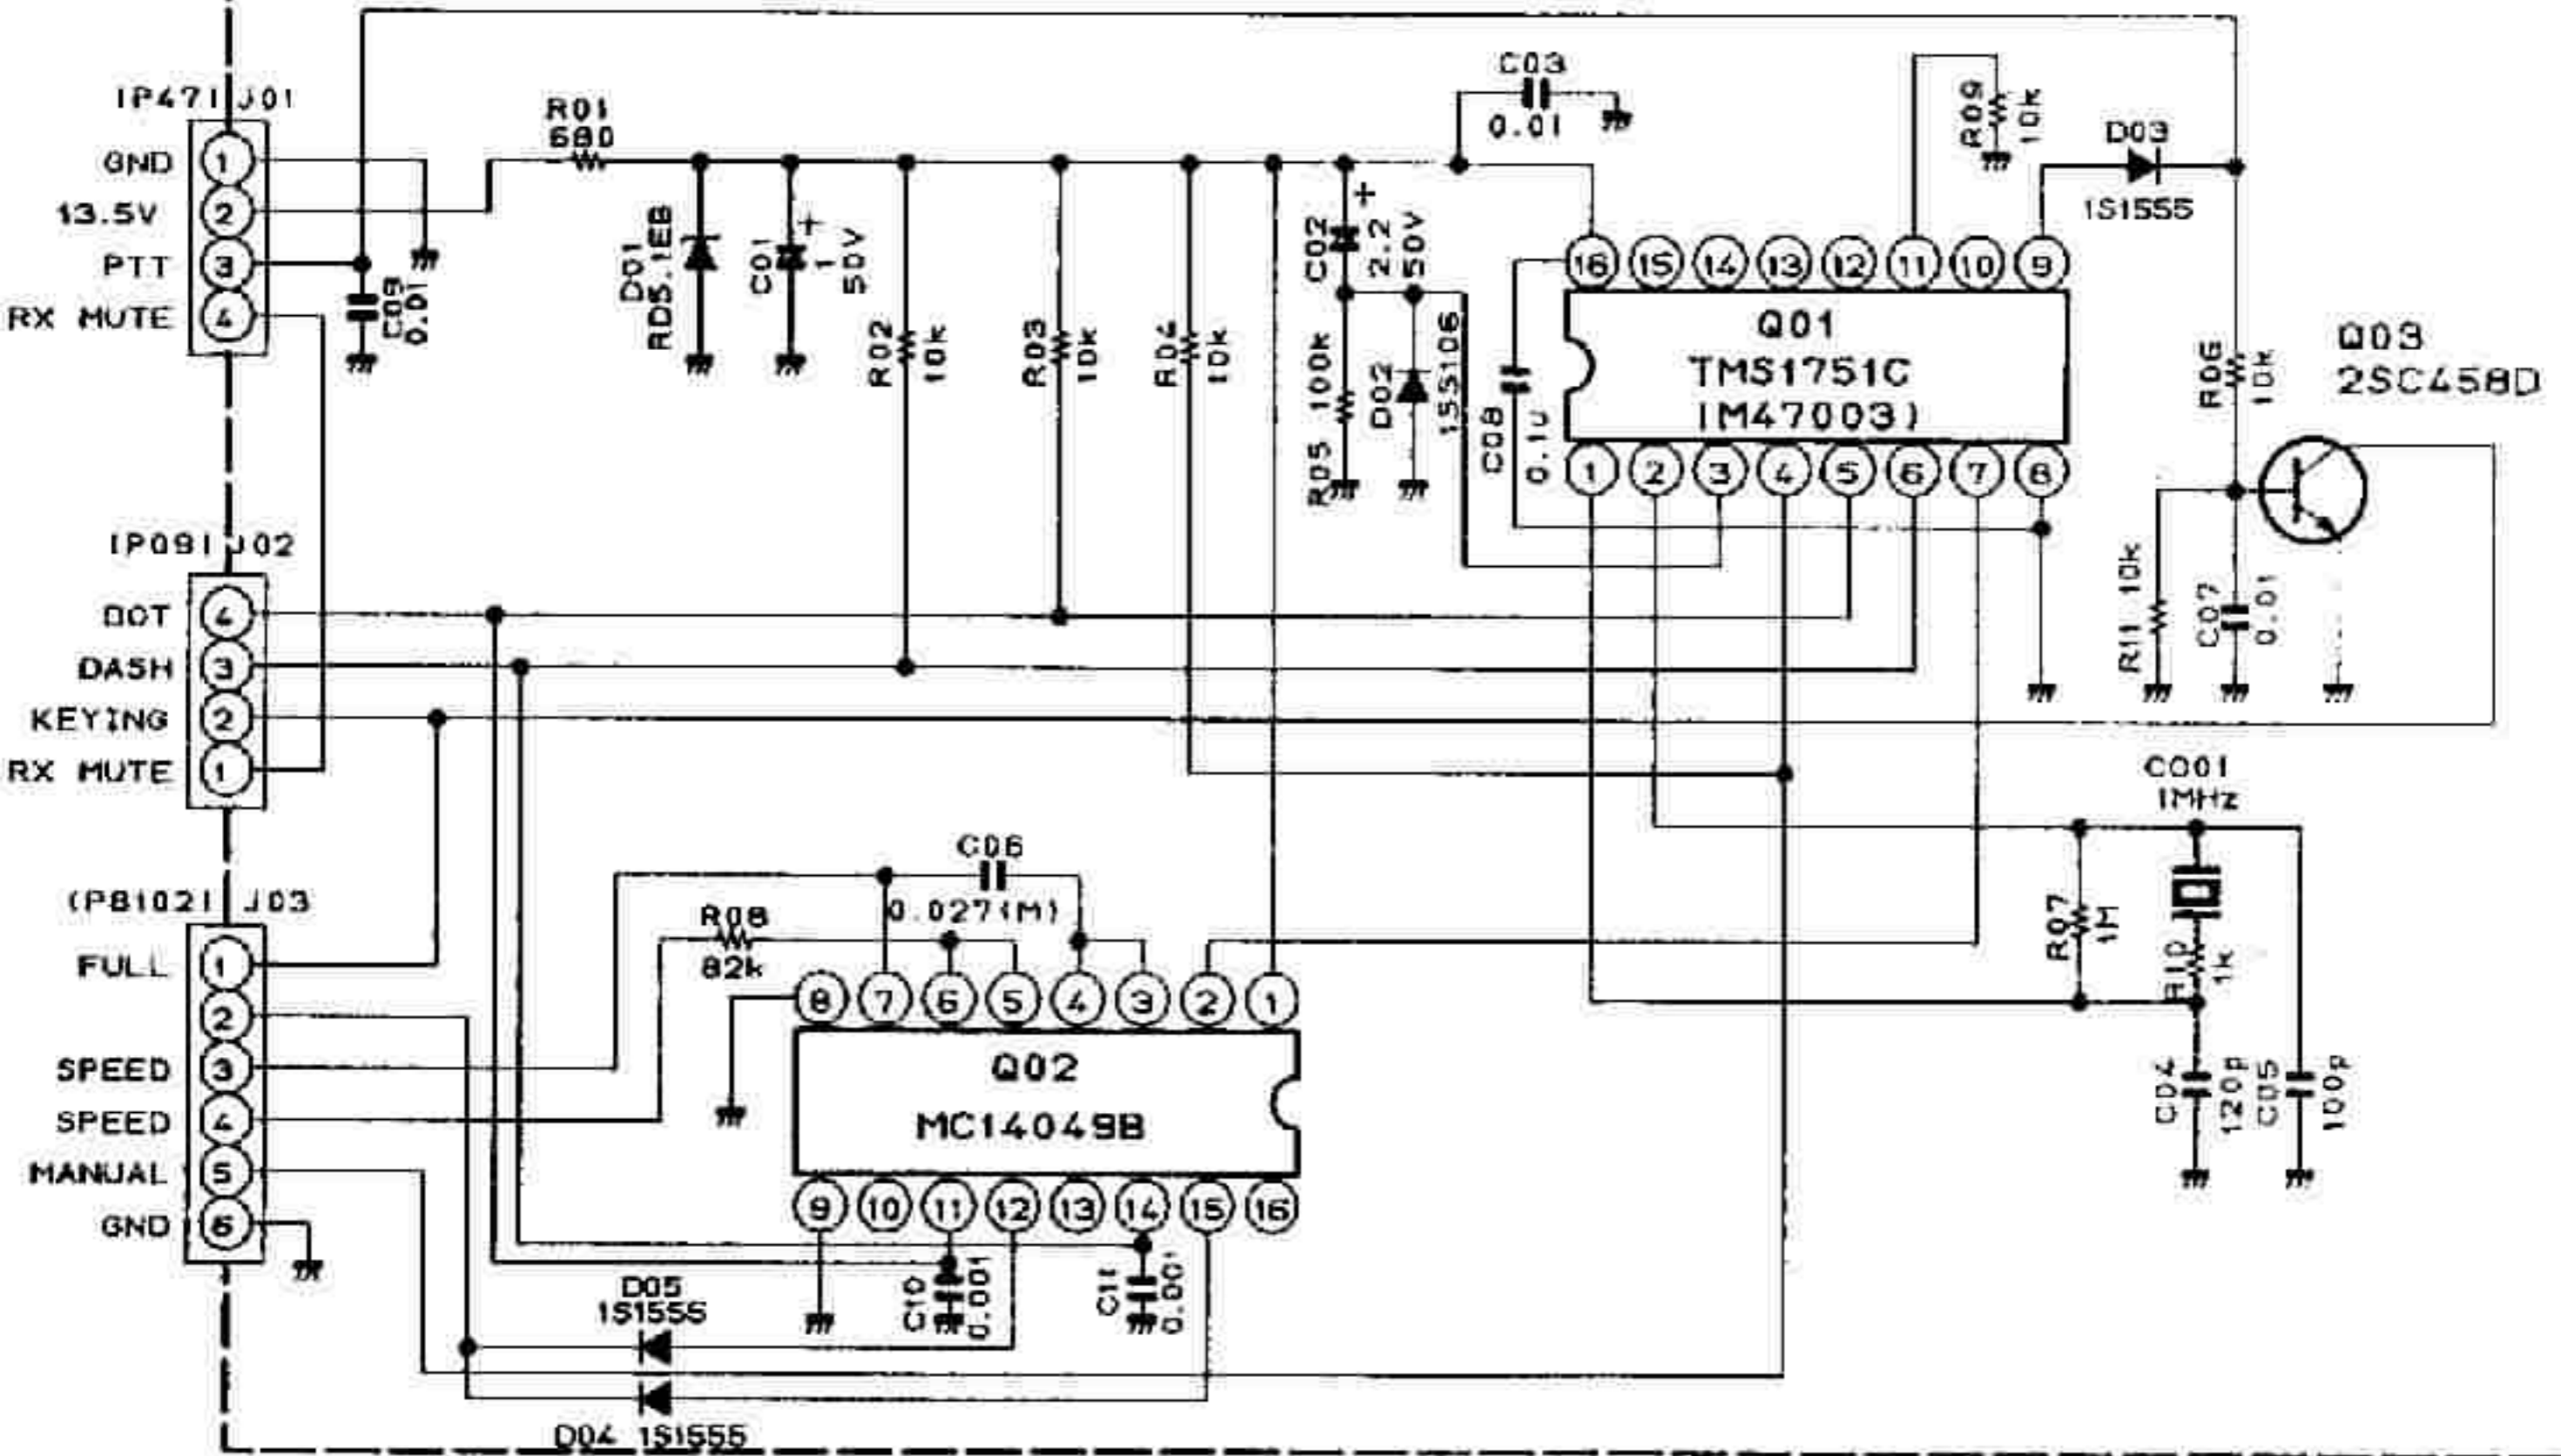 (P47) J01
GND 1
13.5V 2
PTT 3
RX MUTE 4
C09
0.01
R01
680
D01
RD5.1EB
C01
+
1
50V
R02
10k
R03
10k
R04
10k
C02
+
2.2
50V
R05 100k
D02
1SS106
C03
0.01
R09
10k
D03
1S1555
16 15 14 13 12 11 10 9
Q01
TMS1751C
(M47003)
1 2 3 4 5 6 7 8
C08
0.1U
R06
10k
Q03
2SC458D
R11 10k
C07
0.01
(P09) J02
DOT 4
DASH 3
KEYING 2
RX MUTE 1
CO01
1MHz
R07
1M
R10
1k
C04
120p
C05
100p
(P8102) J03
FULL 1
2
SPEED 3
SPEED 4
MANUAL 5
GND 6
C06
0.027(M)
R08
82k
8 7 6 5 4 3 2 1
Q02
MC14049B
9 10 11 12 13 14 15 16
C10
0.001
C11
0.001
D05
1S1555
D04 1S1555